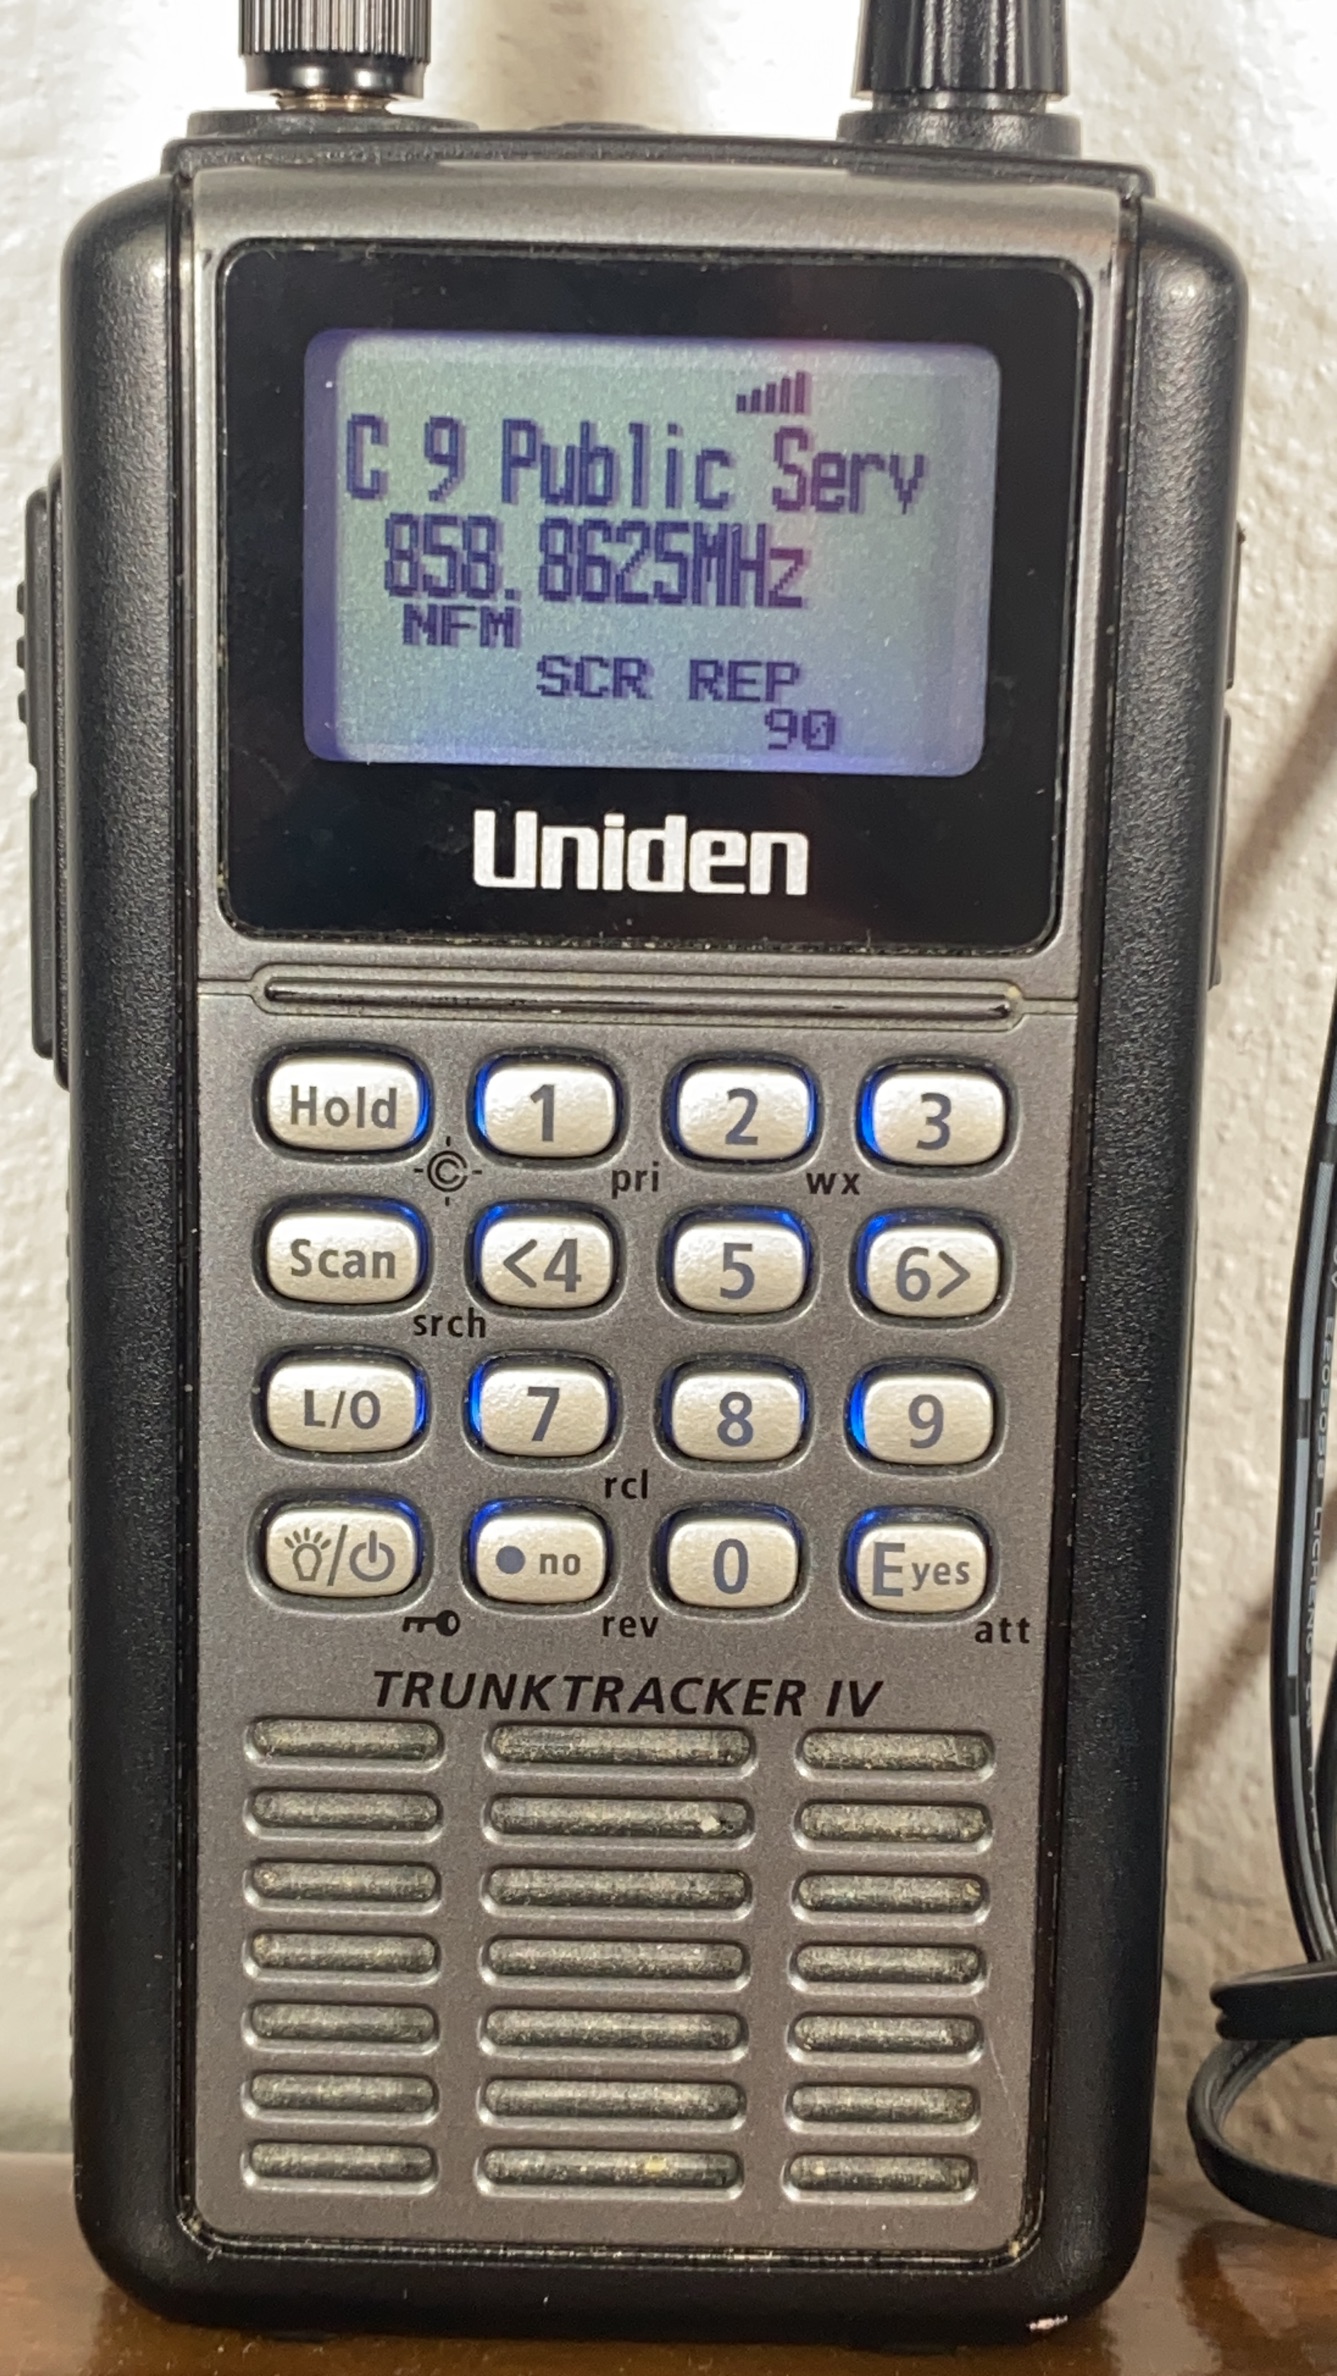 C 9 Public Serv
858.8625MHz
NFM
SCR REP
90
Uniden
Hold 1 2 3
pri wx
Scan <4 5 6>
srch
L/O 7 8 9
rcl
/ • no 0 E yes
rev att
TRUNKTRACKER IV